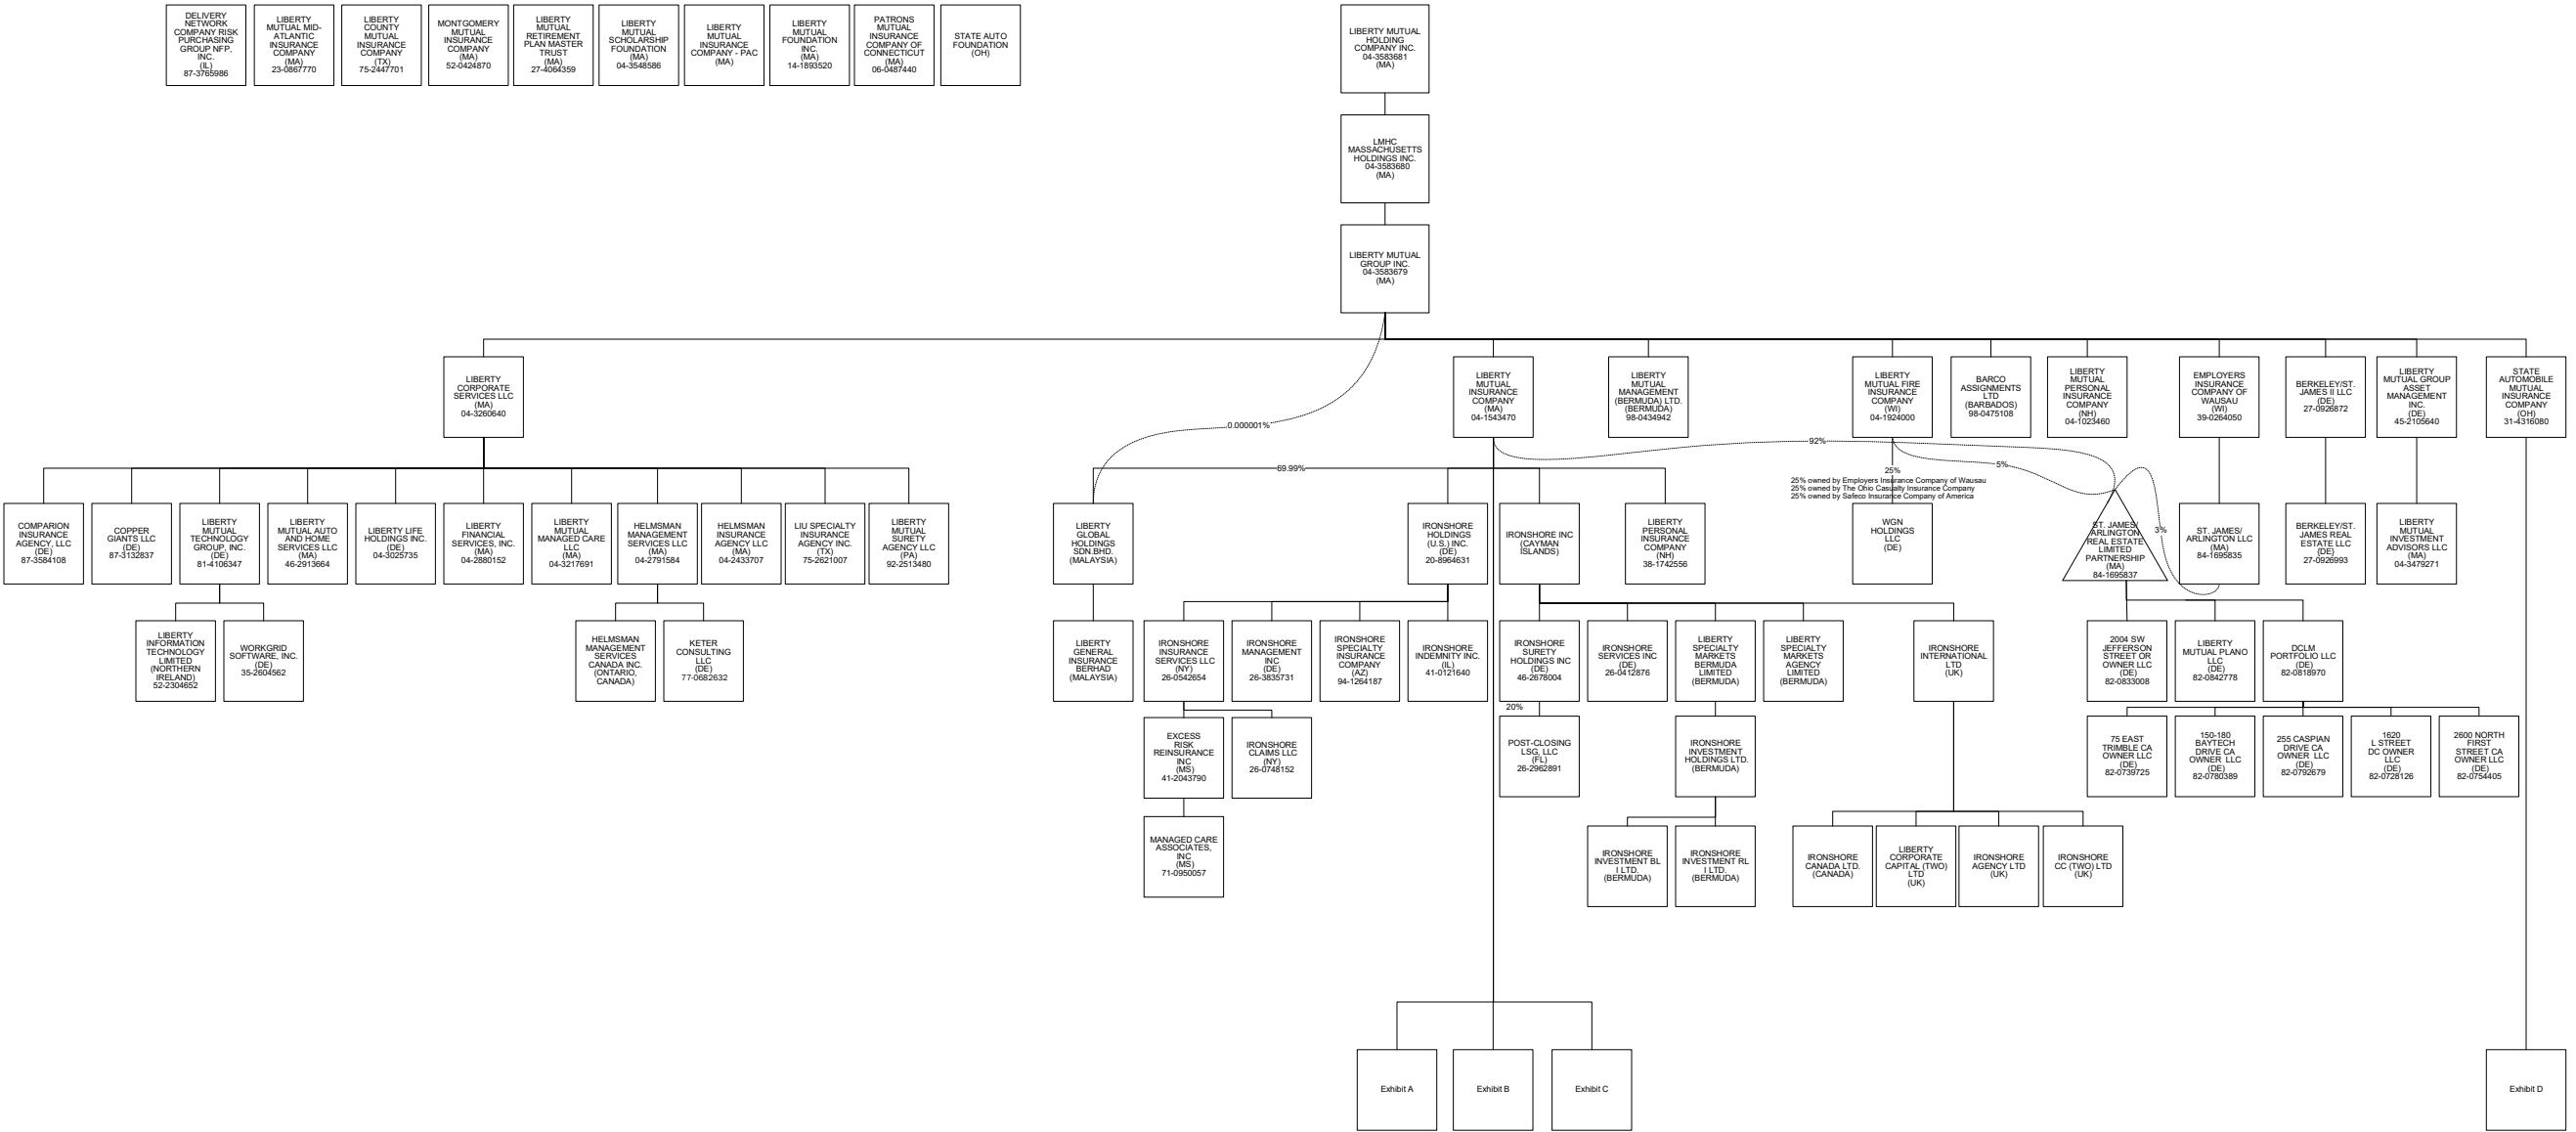 DELIVERY
NETWORK
COMPANY RISK
PURCHASING
GROUP NFP,
INC.
(IL)
87-3765986
LIBERTY
MUTUAL MID-
ATLANTIC
INSURANCE
COMPANY
(MA)
23-0867770
LIBERTY
COUNTY
MUTUAL
INSURANCE
COMPANY
(TX)
75-2447701
MONTGOMERY
MUTUAL
INSURANCE
COMPANY
(MA)
52-0424870
LIBERTY
MUTUAL
RETIREMENT
PLAN MASTER
TRUST
(MA)
27-4064359
LIBERTY
MUTUAL
SCHOLARSHIP
FOUNDATION
(MA)
04-3548586
LIBERTY
MUTUAL
INSURANCE
COMPANY - PAC
(MA)
LIBERTY
MUTUAL
FOUNDATION
INC.
(MA)
14-1893520
PATRONS
MUTUAL
INSURANCE
COMPANY OF
CONNECTICUT
(MA)
06-0487440
STATE AUTO
FOUNDATION
(OH)
LIBERTY MUTUAL
HOLDING
COMPANY INC.
04-3583681
(MA)
LMHC
MASSACHUSETTS
HOLDINGS INC.
04-3583680
(MA)
LIBERTY MUTUAL
GROUP INC.
04-3583679
(MA)
LIBERTY
CORPORATE
SERVICES LLC
(MA)
04-3260640
LIBERTY
MUTUAL
INSURANCE
COMPANY
(MA)
04-1543470
LIBERTY
MUTUAL
MANAGEMENT
(BERMUDA) LTD.
(BERMUDA)
98-0434942
LIBERTY
MUTUAL FIRE
INSURANCE
COMPANY
(WI)
04-1924000
BARCO
ASSIGNMENTS
LTD
(BARBADOS)
98-0475108
LIBERTY
MUTUAL
PERSONAL
INSURANCE
COMPANY
(NH)
04-1023460
EMPLOYERS
INSURANCE
COMPANY OF
WAUSAU
(WI)
39-0264050
BERKELEY/ST.
JAMES II LLC
(DE)
27-0926872
LIBERTY
MUTUAL GROUP
ASSET
MANAGEMENT
INC.
(DE)
45-2105640
STATE
AUTOMOBILE
MUTUAL
INSURANCE
COMPANY
(OH)
31-4316080
0.000001%
92%
69.99%
5%
25%
25% owned by Employers Insurance Company of Wausau
25% owned by The Ohio Casualty Insurance Company
25% owned by Safeco Insurance Company of America
COMPARION
INSURANCE
AGENCY, LLC
(DE)
87-3584108
COPPER
GIANTS LLC
(DE)
87-3132837
LIBERTY
MUTUAL
TECHNOLOGY
GROUP, INC.
(DE)
81-4106347
LIBERTY
MUTUAL AUTO
AND HOME
SERVICES LLC
(MA)
46-2913664
LIBERTY LIFE
HOLDINGS INC.
(DE)
04-3025735
LIBERTY
FINANCIAL
SERVICES, INC.
(MA)
04-2880152
LIBERTY
MUTUAL
MANAGED CARE
LLC
(MA)
04-3217691
HELMSMAN
MANAGEMENT
SERVICES LLC
(MA)
04-2791584
HELMSMAN
INSURANCE
AGENCY LLC
(MA)
04-2433707
LIU SPECIALTY
INSURANCE
AGENCY INC.
(TX)
75-2621007
LIBERTY
MUTUAL
SURETY
AGENCY LLC
(PA)
92-2513480
LIBERTY
GLOBAL
HOLDINGS
SDN.BHD.
(MALAYSIA)
IRONSHORE
HOLDINGS
(U.S.) INC.
(DE)
20-8964631
IRONSHORE INC
(CAYMAN
ISLANDS)
LIBERTY
PERSONAL
INSURANCE
COMPANY
(NH)
38-1742556
WGN
HOLDINGS
LLC
(DE)
ST. JAMES/
ARLINGTON
REAL ESTATE
LIMITED
PARTNERSHIP
(MA)
84-1695837
3%
ST. JAMES/
ARLINGTON LLC
(MA)
84-1695835
BERKELEY/ST.
JAMES REAL
ESTATE LLC
(DE)
27-0926993
LIBERTY
MUTUAL
INVESTMENT
ADVISORS LLC
(MA)
04-3479271
LIBERTY
INFORMATION
TECHNOLOGY
LIMITED
(NORTHERN
IRELAND)
52-2304652
WORKGRID
SOFTWARE, INC.
(DE)
35-2604562
HELMSMAN
MANAGEMENT
SERVICES
CANADA INC.
(ONTARIO,
CANADA)
KETER
CONSULTING
LLC
(DE)
77-0682632
LIBERTY
GENERAL
INSURANCE
BERHAD
(MALAYSIA)
IRONSHORE
INSURANCE
SERVICES LLC
(NY)
26-0542654
IRONSHORE
MANAGEMENT
INC
(DE)
26-3835731
IRONSHORE
SPECIALTY
INSURANCE
COMPANY
(AZ)
94-1264187
IRONSHORE
INDEMNITY INC.
(IL)
41-0121640
IRONSHORE
SURETY
HOLDINGS INC
(DE)
46-2678004
IRONSHORE
SERVICES INC
(DE)
26-0412876
LIBERTY
SPECIALTY
MARKETS
BERMUDA
LIMITED
(BERMUDA)
LIBERTY
SPECIALTY
MARKETS
AGENCY
LIMITED
(BERMUDA)
IRONSHORE
INTERNATIONAL
LTD
(UK)
2004 SW
JEFFERSON
STREET OR
OWNER LLC
(DE)
82-0833008
LIBERTY
MUTUAL PLANO
LLC
(DE)
82-0842778
DCLM
PORTFOLIO LLC
(DE)
82-0818970
20%
EXCESS
RISK
REINSURANCE
INC
(MS)
41-2043790
IRONSHORE
CLAIMS LLC
(NY)
26-0748152
POST-CLOSING
LSG, LLC
(FL)
26-2962891
IRONSHORE
INVESTMENT
HOLDINGS LTD.
(BERMUDA)
75 EAST
TRIMBLE CA
OWNER LLC
(DE)
82-0739725
150-180
BAYTECH
DRIVE CA
OWNER LLC
(DE)
82-0780389
255 CASPIAN
DRIVE CA
OWNER LLC
(DE)
82-0792679
1620
L STREET
DC OWNER
LLC
(DE)
82-0728126
2600 NORTH
FIRST
STREET CA
OWNER LLC
(DE)
82-0754405
MANAGED CARE
ASSOCIATES,
INC
(MS)
71-0950057
IRONSHORE
INVESTMENT BL
I LTD.
(BERMUDA)
IRONSHORE
INVESTMENT RL
I LTD.
(BERMUDA)
IRONSHORE
CANADA LTD.
(CANADA)
LIBERTY
CORPORATE
CAPITAL (TWO)
LTD
(UK)
IRONSHORE
AGENCY LTD
(UK)
IRONSHORE
CC (TWO) LTD
(UK)
Exhibit A
Exhibit B
Exhibit C
Exhibit D